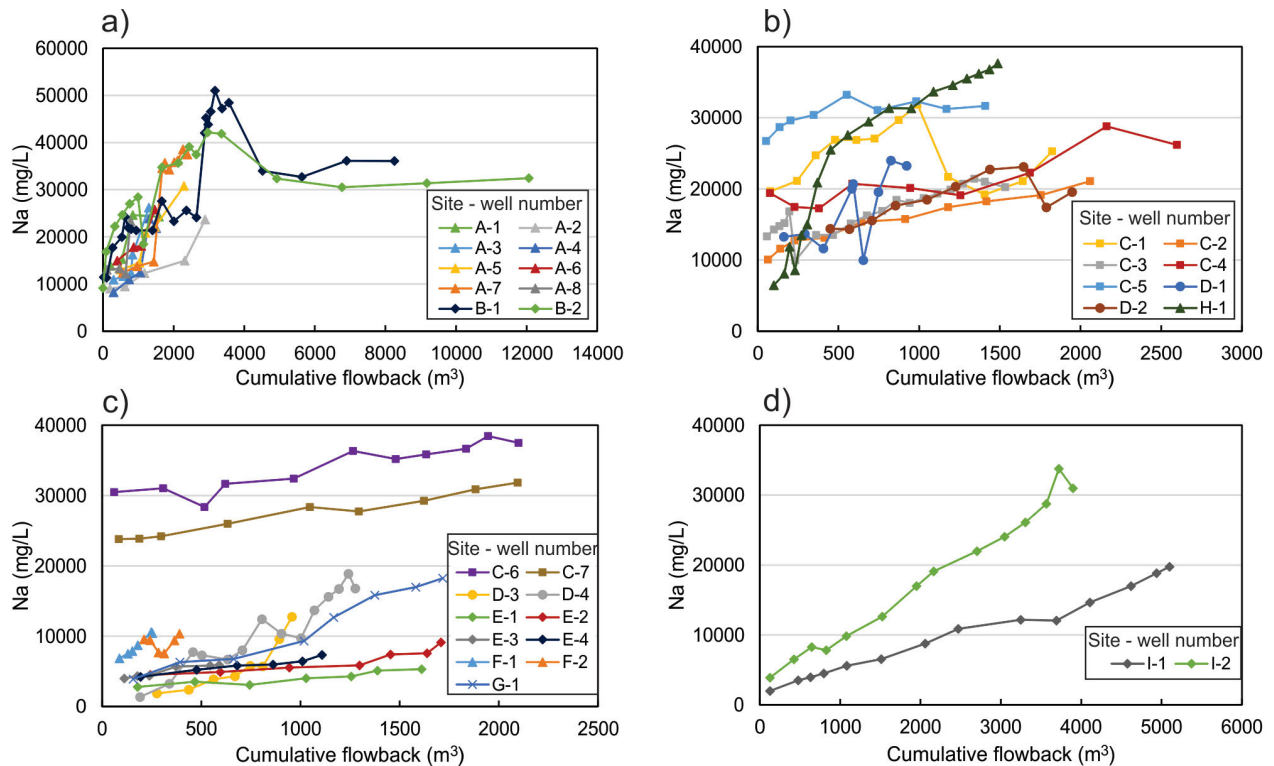 a)
60000
50000
40000
30000
20000
10000
0
Na (mg/L)
0 2000 4000 6000 8000 10000 12000 14000
Cumulative flowback (m³)
Site - well number
A-1 A-2
A-3 A-4
A-5 A-6
A-7 A-8
B-1 B-2
b)
40000
30000
20000
10000
0
Na (mg/L)
0 500 1000 1500 2000 2500 3000
Cumulative flowback (m³)
Site - well number
C-1 C-2
C-3 C-4
C-5 D-1
D-2 H-1
c)
40000
30000
20000
10000
0
Na (mg/L)
0 500 1000 1500 2000 2500
Cumulative flowback (m³)
Site - well number
C-6 C-7
D-3 D-4
E-1 E-2
E-3 E-4
F-1 F-2
G-1
d)
40000
30000
20000
10000
0
Na (mg/L)
0 1000 2000 3000 4000 5000 6000
Cumulative flowback (m³)
Site - well number
I-1 I-2